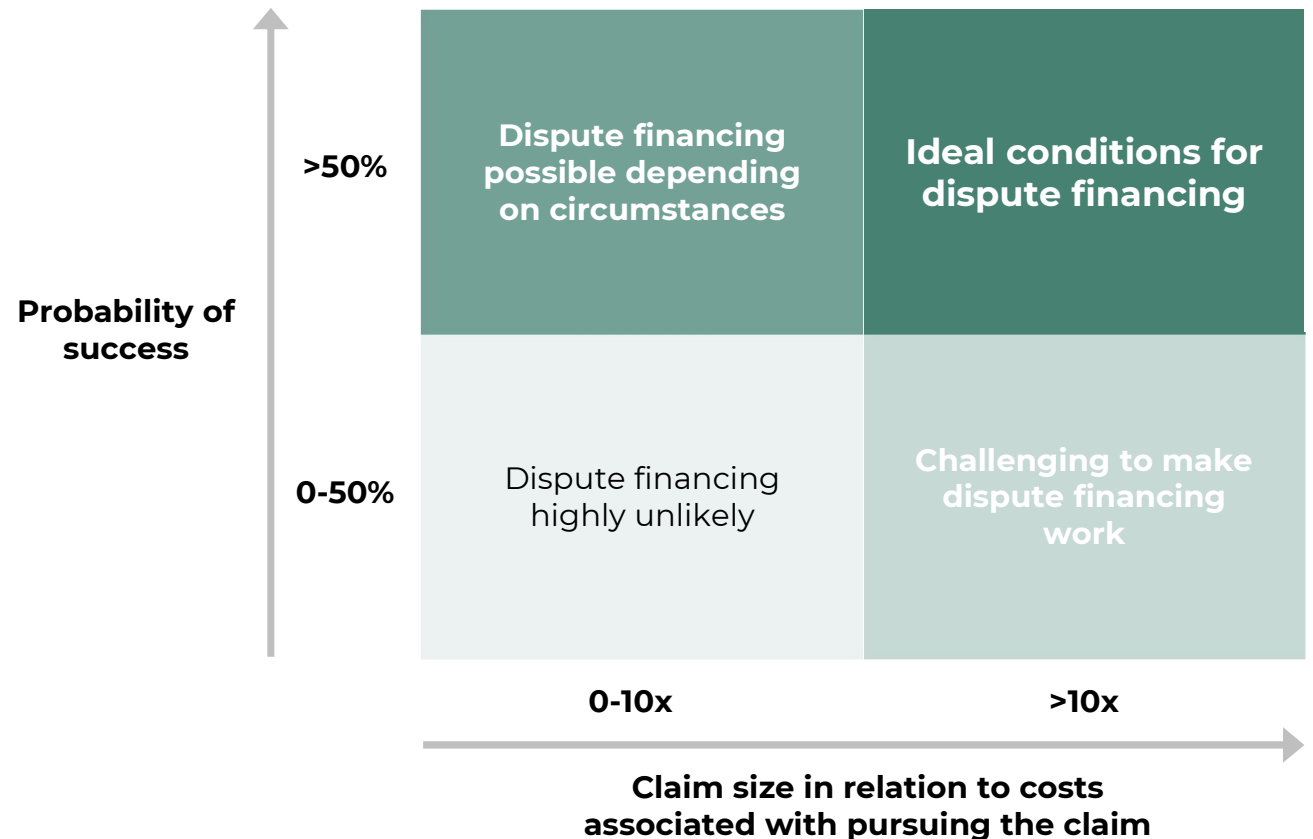 >50%
Dispute financing
possible depending
on circumstances
Ideal conditions for
dispute financing
Probability of
success
0-50%
Dispute financing
highly unlikely
Challenging to make
dispute financing
work
0-10x
>10x
Claim size in relation to costs
associated with pursuing the claim